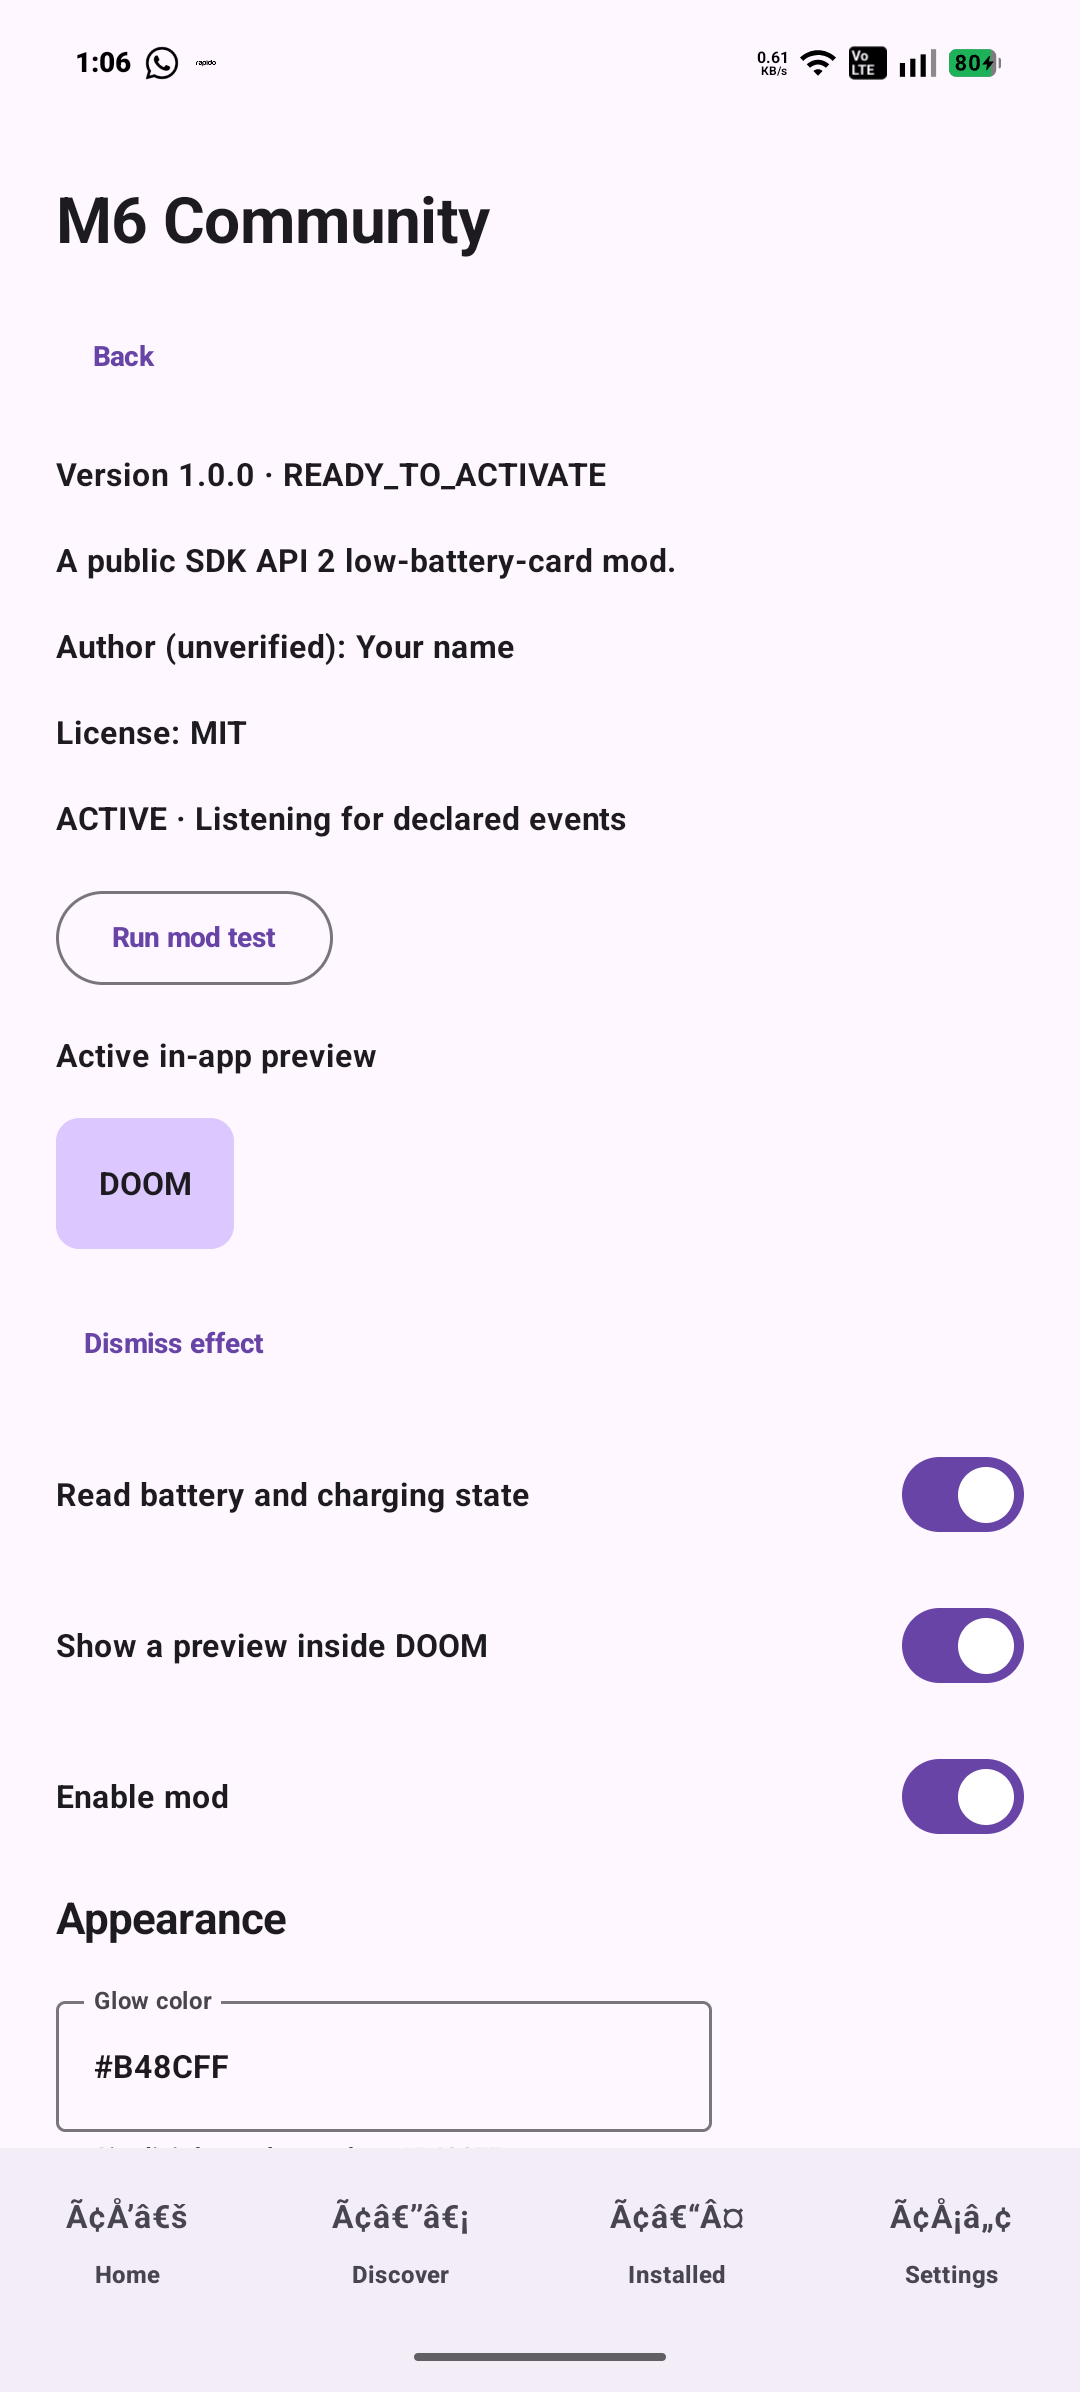 1:06 rapido 0.61 KB/s Vo LTE 80
M6 Community
Back
Version 1.0.0 · READY_TO_ACTIVATE
A public SDK API 2 low-battery-card mod.
Author (unverified): Your name
License: MIT
ACTIVE · Listening for declared events
Run mod test
Active in-app preview
DOOM
Dismiss effect
Read battery and charging state
Show a preview inside DOOM
Enable mod
Appearance
Glow color
#B48CFF
Ã¢Å’â€š Ã¢â€”â€¡ Ã¢â€“Â¤ Ã¢Å¡â„¢
Home Discover Installed Settings